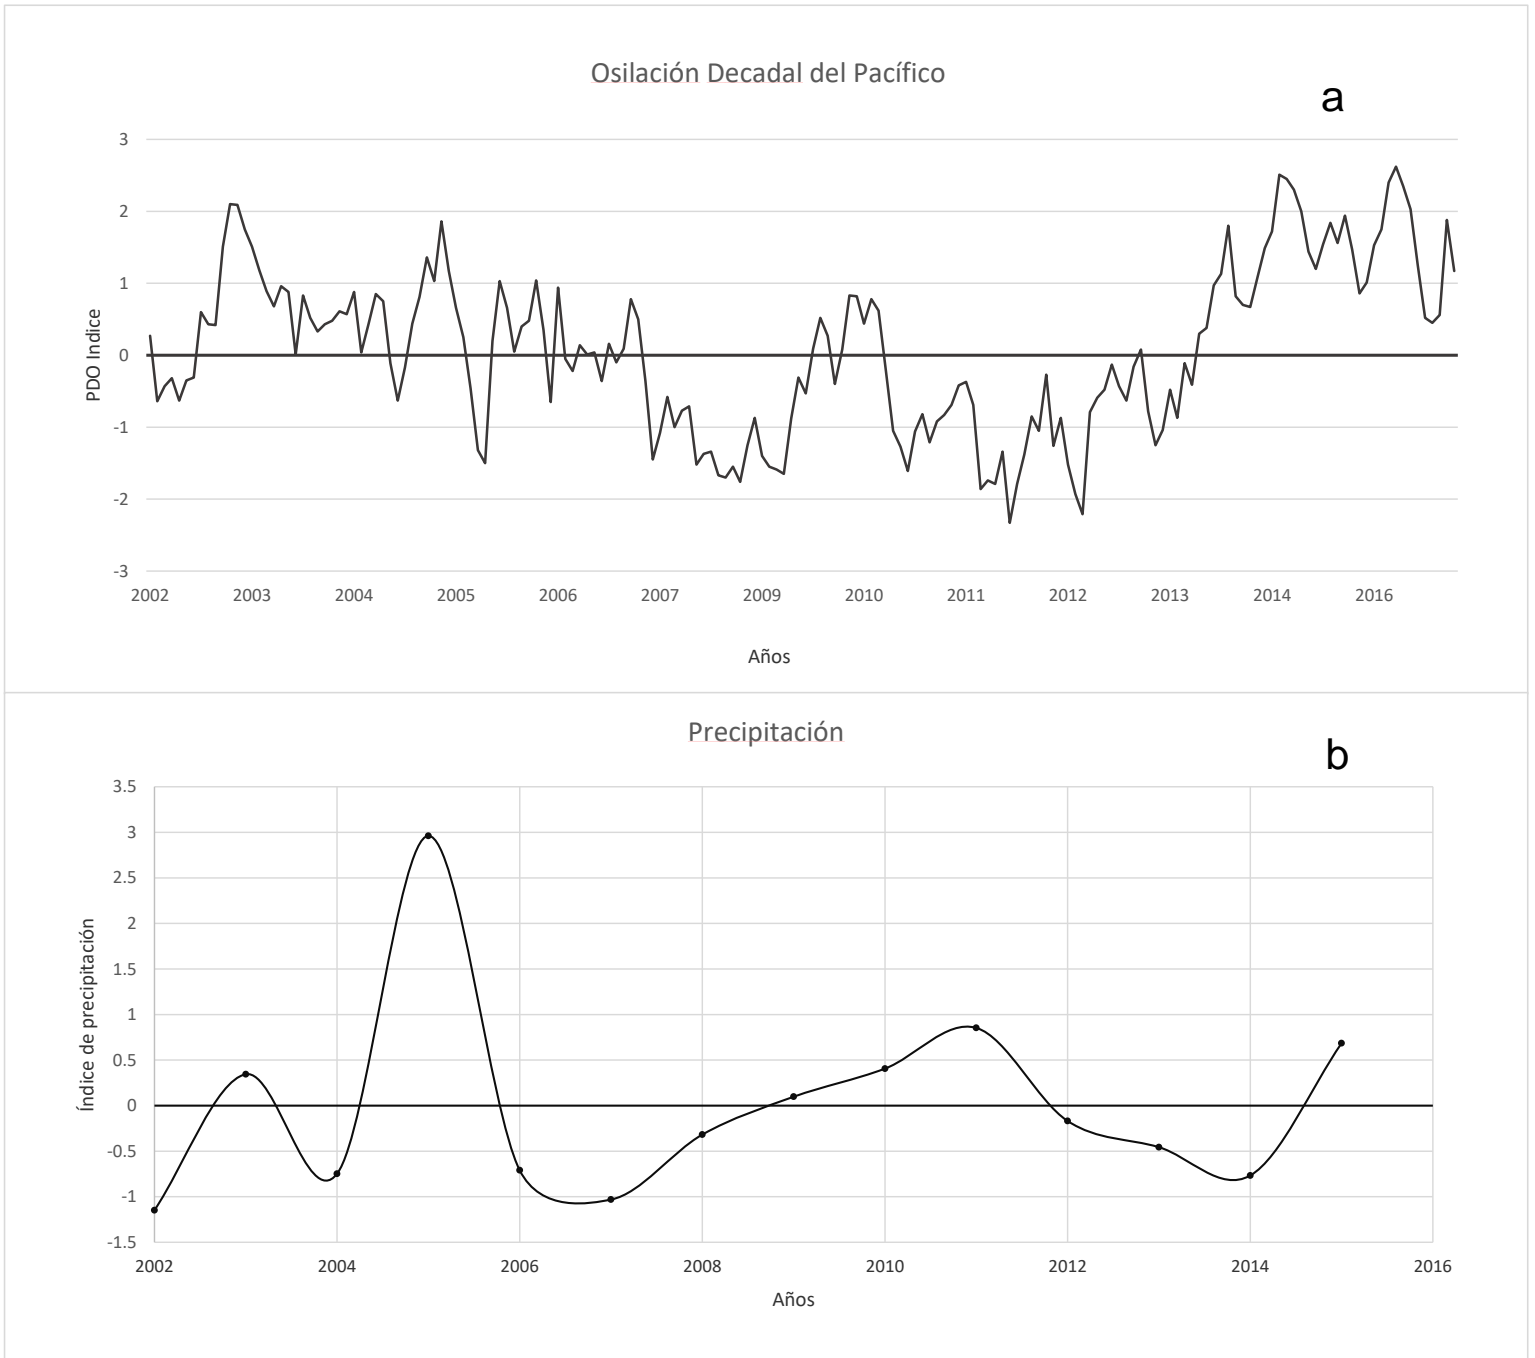 Osilación Decadal del Pacífico
a
3
2
1
0
-1
-2
-3
PDO Indice
2002 2003 2004 2005 2006 2007 2009 2010 2011 2012 2013 2014 2016
Años
Precipitación
b
3.5
3
2.5
2
1.5
1
0.5
0
-0.5
-1
-1.5
Índice de precipitación
2002 2004 2006 2008 2010 2012 2014 2016
Años